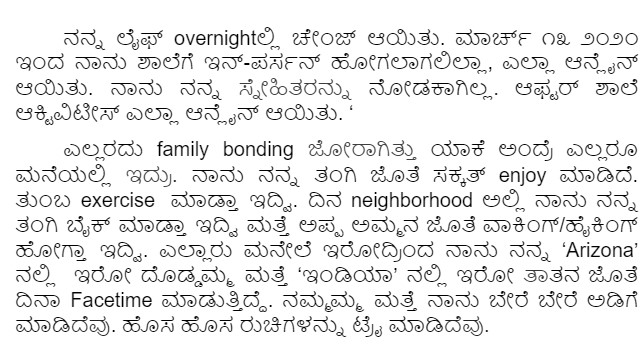 ನನ್ನ ಲೈಫ್ overnightಲ್ಲಿ ಚೇಂಜ್ ಆಯಿತು. ಮಾರ್ಚ್ ೧೩ ೨೦೨೦
ಇಂದ ನಾನು ಶಾಲೆಗೆ ಇನ್-ಪರ್ಸನ್ ಹೋಗಲಾಗಲಿಲ್ಲಾ, ಎಲ್ಲಾ ಆನ್ಲೈನ್
ಆಯಿತು. ನಾನು ನನ್ನ ಸ್ನೇಹಿತರನ್ನು ನೋಡಕಾಗಿಲ್ಲ. ಆಫ್ಟರ್ ಶಾಲೆ
ಆಕ್ಟಿವಿಟೀಸ್ ಎಲ್ಲಾ ಆನ್ಲೈನ್ ಆಯಿತು. ‘
ಎಲ್ಲರದು family bonding ಜೋರಾಗಿತ್ತು ಯಾಕೆ ಅಂದ್ರೆ ಎಲ್ಲರೂ
ಮನೆಯಲ್ಲಿ ಇದ್ರು. ನಾನು ನನ್ನ ತಂಗಿ ಜೊತೆ ಸಕ್ಕತ್ enjoy ಮಾಡಿದೆ.
ತುಂಬ exercise ಮಾಡ್ತಾ ಇದ್ವಿ. ದಿನ neighborhood ಅಲ್ಲಿ ನಾನು ನನ್ನ
ತಂಗಿ ಬೈಕ್ ಮಾಡ್ತಾ ಇದ್ವಿ ಮತ್ತೆ ಅಪ್ಪ ಅಮ್ಮನ ಜೊತೆ ವಾಕಿಂಗ್/ಹೈಕಿಂಗ್
ಹೋಗ್ತಾ ಇದ್ವಿ. ಎಲ್ಲಾರು ಮನೇಲೆ ಇರೋದ್ರಿಂದ ನಾನು ನನ್ನ ‘Arizona’
ನಲ್ಲಿ ಇರೋ ದೊಡ್ಡಮ್ಮ ಮತ್ತೆ ‘ಇಂಡಿಯಾ’ ನಲ್ಲಿ ಇರೋ ತಾತನ ಜೊತೆ
ದಿನಾ Facetime ಮಾಡುತ್ತಿದ್ದೆ. ನಮ್ಮಮ್ಮ ಮತ್ತೆ ನಾನು ಬೇರೆ ಬೇರೆ ಅಡಿಗೆ
ಮಾಡಿದೆವು. ಹೊಸ ಹೊಸ ರುಚಿಗಳನ್ನು ಟ್ರೈ ಮಾಡಿದೆವು.